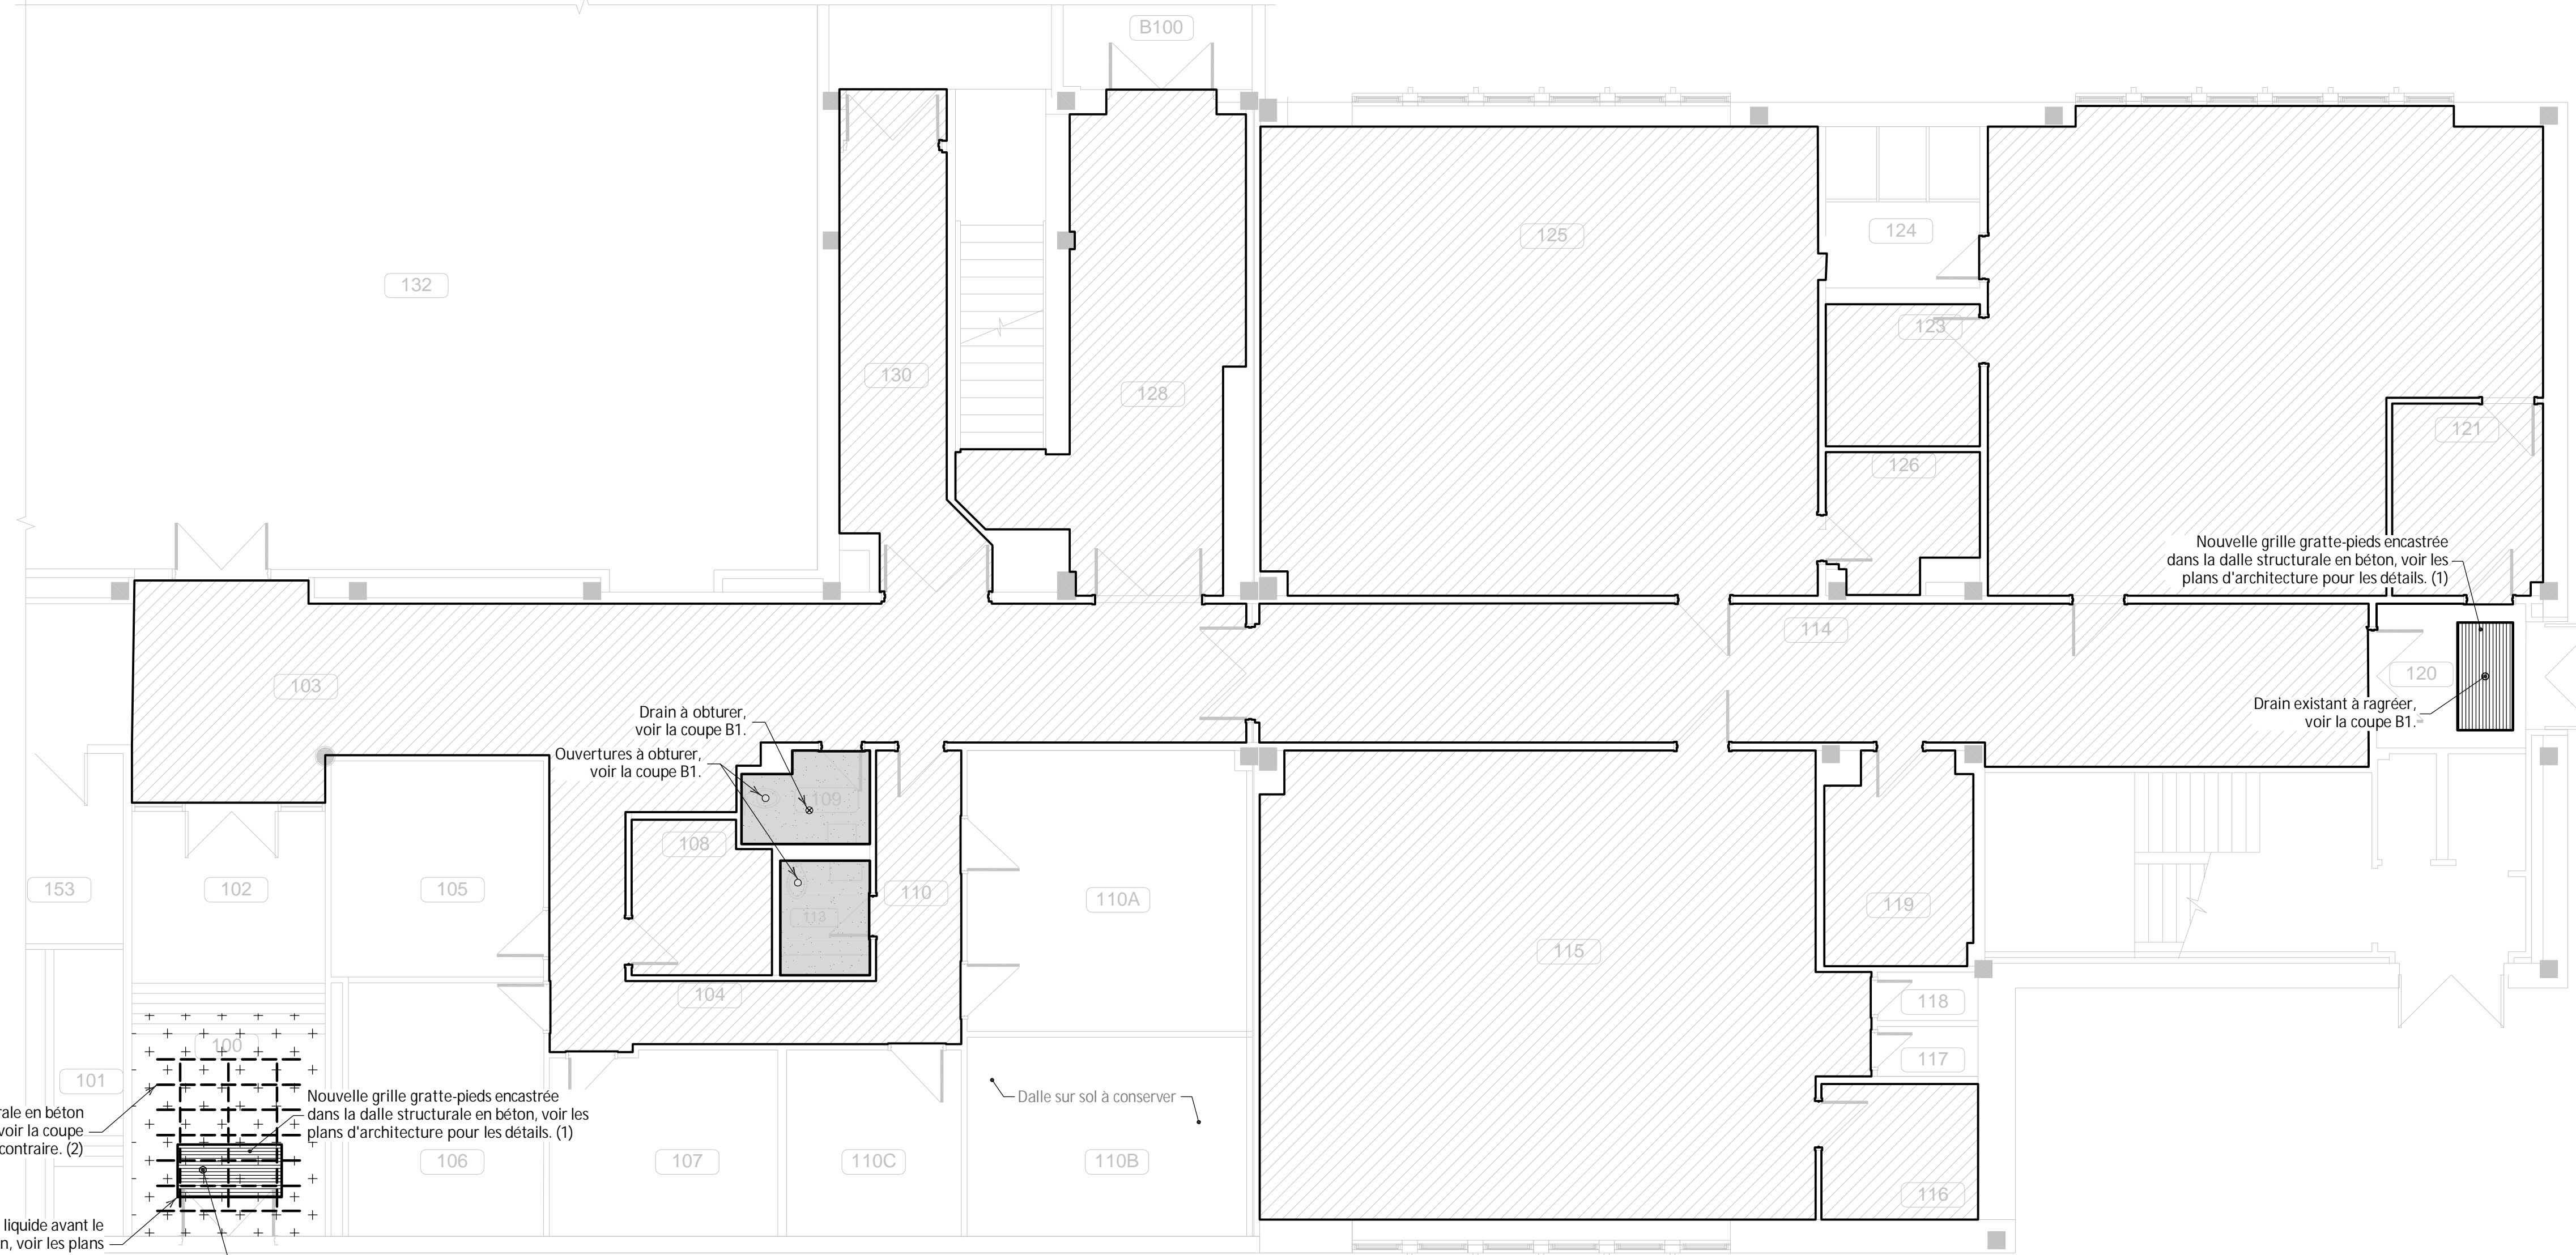 B100
132
125
124
123
130
128
121
126
Nouvelle grille gratte-pieds encastrée
dans la dalle structurale en béton, voir les
plans d'architecture pour les détails. (1)
114
120
103
Drain existant à ragréer,
voir la coupe B1.
Drain à obturer,
voir la coupe B1.
Ouvertures à obturer,
voir la coupe B1.
109
108
153
102
105
110
110A
113
119
115
104
118
100
117
101
Nouvelle grille gratte-pieds encastrée
dans la dalle structurale en béton, voir les
plans d'architecture pour les détails. (1)
rale en béton
voir la coupe
contraire. (2)
Dalle sur sol à conserver
106
107
110C
110B
116
liquide avant le
n, voir les plans